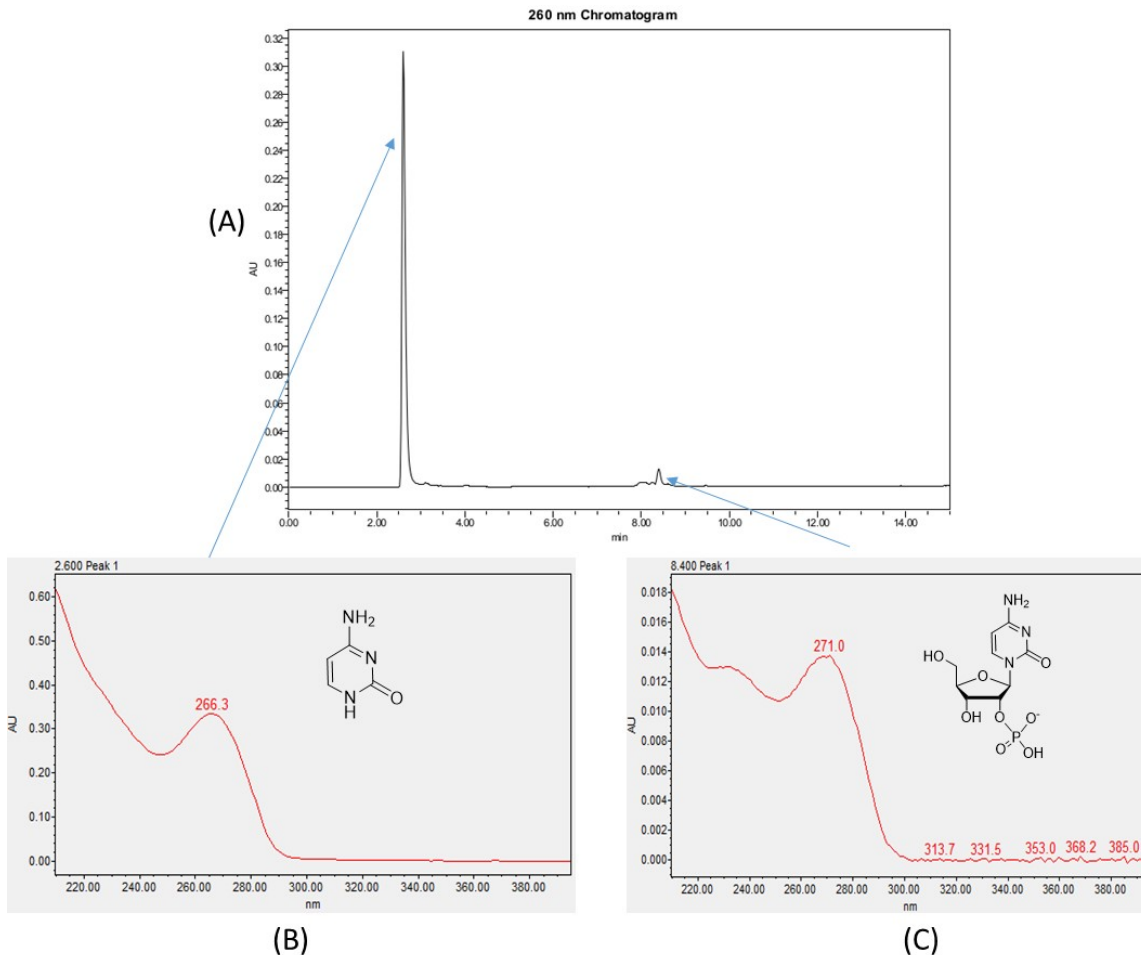 260 nm Chromatogram
(A)
AU
0.32
0.30
0.28
0.26
0.24
0.22
0.20
0.18
0.16
0.14
0.12
0.10
0.08
0.06
0.04
0.02
0.00
0.00 2.00 4.00 6.00 8.00 10.00 12.00 14.00
min
2.600 Peak 1
AU
0.60
0.50
0.40
0.30
0.20
0.10
0.00
266.3
NH2
N
N
H
O
220.00 240.00 260.00 280.00 300.00 320.00 340.00 360.00 380.00
nm
(B)
8.400 Peak 1
AU
0.018
0.016
0.014
0.012
0.010
0.008
0.006
0.004
0.002
0.000
271.0
NH2
N
HO
N
O
O
OH
O
O-
P
O
OH
313.7 331.5 353.0 368.2 385.0
220.00 240.00 260.00 280.00 300.00 320.00 340.00 360.00 380.00
nm
(C)